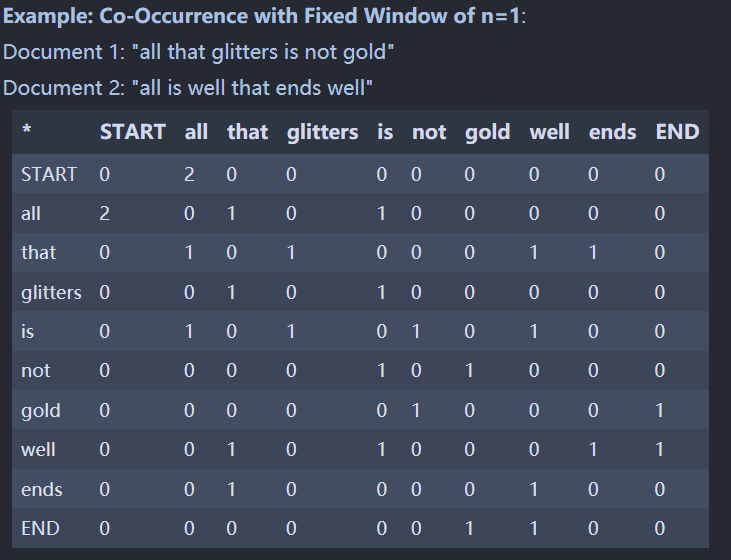 Example: Co-Occurrence with Fixed Window of n=1:
Document 1: "all that glitters is not gold"
Document 2: "all is well that ends well"
* START all that glitters is not gold well ends END
START 0 2 0 0 0 0 0 0 0 0
all 2 0 1 0 1 0 0 0 0 0
that 0 1 0 1 0 0 0 1 1 0
glitters 0 0 1 0 1 0 0 0 0 0
is 0 1 0 1 0 1 0 1 0 0
not 0 0 0 0 1 0 1 0 0 0
gold 0 0 0 0 0 1 0 0 0 1
well 0 0 1 0 1 0 0 0 1 1
ends 0 0 1 0 0 0 0 1 0 0
END 0 0 0 0 0 0 1 1 0 0